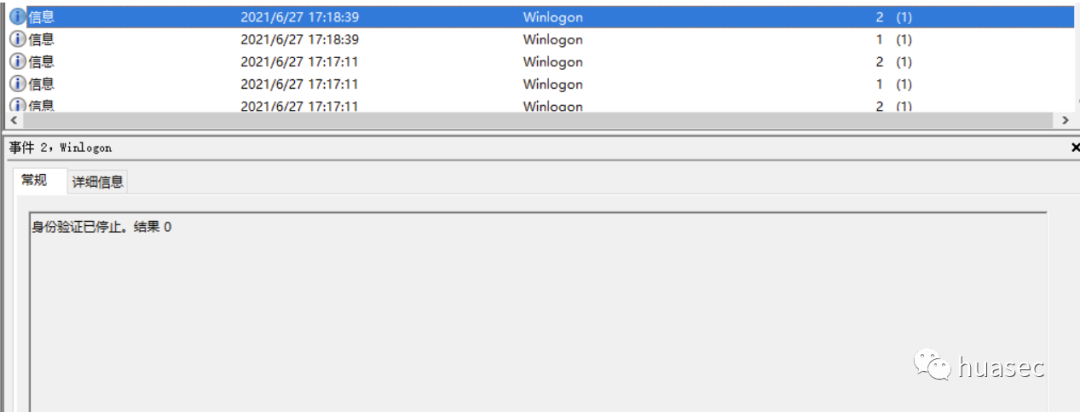 信息 2021/6/27 17:18:39 Winlogon 2 (1)
信息 2021/6/27 17:18:39 Winlogon 1 (1)
信息 2021/6/27 17:17:11 Winlogon 2 (1)
信息 2021/6/27 17:17:11 Winlogon 1 (1)
信息 2021/6/27 17:17:11 Winlogon 2 (1)
事件 2，Winlogon
常规 详细信息
身份验证已停止。结果 0
huasec